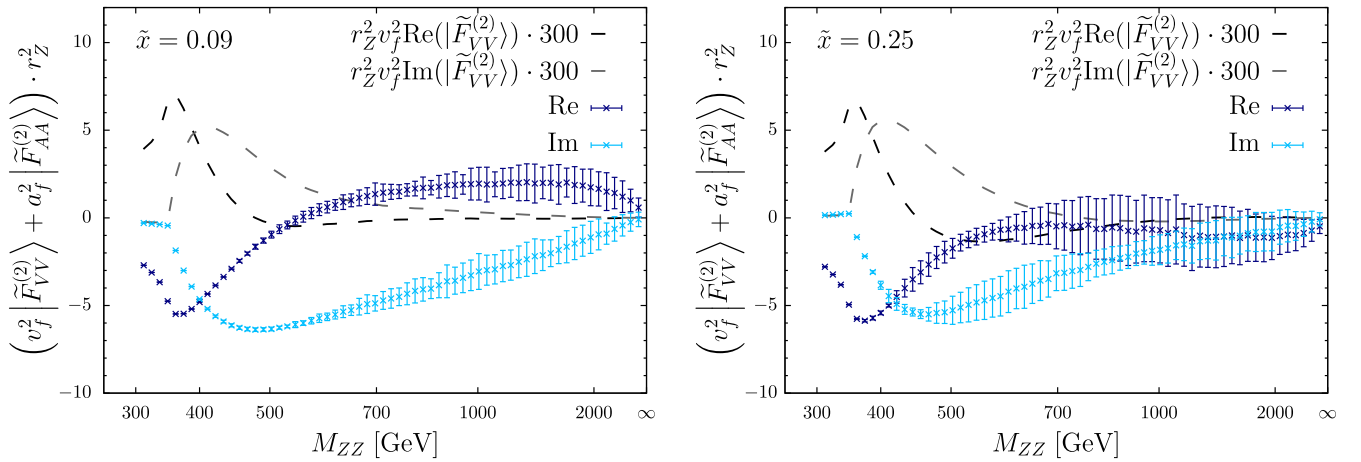 (v_f^2 |F̃_VV^(2)⟩ + a_f^2 |F̃_AA^(2)⟩) · r_Z^2
10
5
0
−5
−10
x̃ = 0.09
r_Z^2 v_f^2 Re(|F̃_VV^(2)⟩) · 300
r_Z^2 v_f^2 Im(|F̃_VV^(2)⟩) · 300
Re
Im
300 400 500 700 1000 2000 ∞
M_ZZ [GeV]
(v_f^2 |F̃_VV^(2)⟩ + a_f^2 |F̃_AA^(2)⟩) · r_Z^2
10
5
0
−5
−10
x̃ = 0.25
r_Z^2 v_f^2 Re(|F̃_VV^(2)⟩) · 300
r_Z^2 v_f^2 Im(|F̃_VV^(2)⟩) · 300
Re
Im
300 400 500 700 1000 2000 ∞
M_ZZ [GeV]